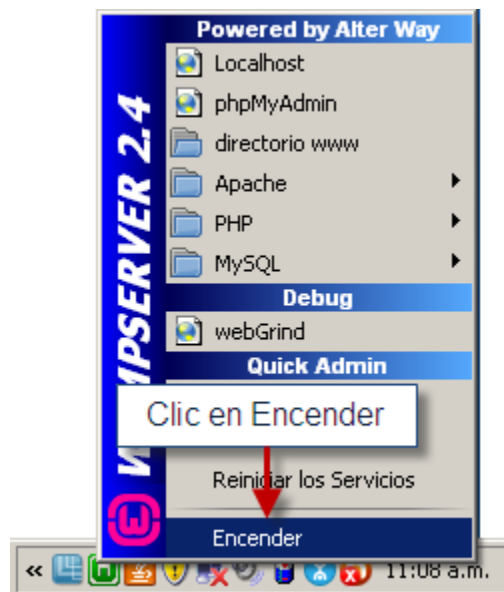 Powered by Alter Way
Localhost
phpMyAdmin
directorio www
Apache
PHP
MySQL
Debug
webGrind
Quick Admin
Clic en Encender
Reiniciar los Servicios
Encender
WAMPSERVER 2.4
« 11:08 a.m.